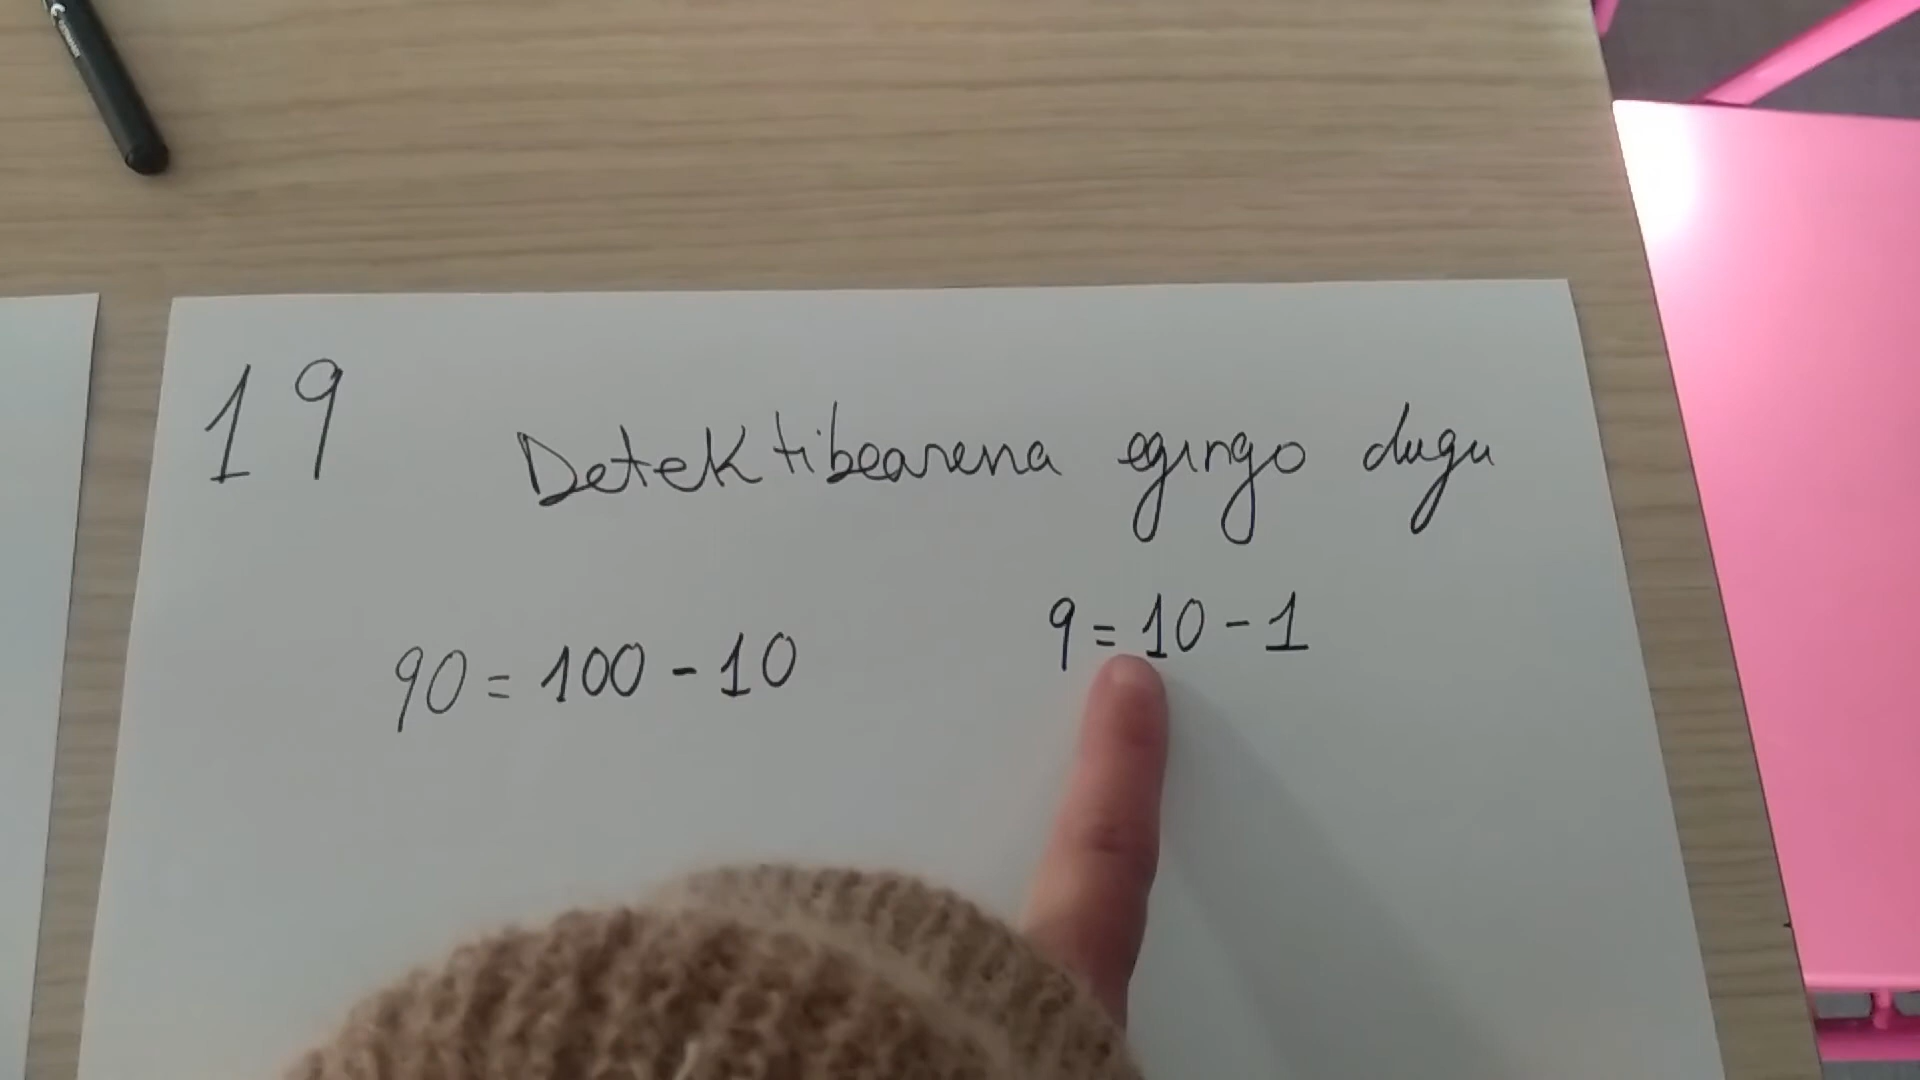 19
Detektibearena egingo dugu
90 = 100 - 10
9 = 10 - 1